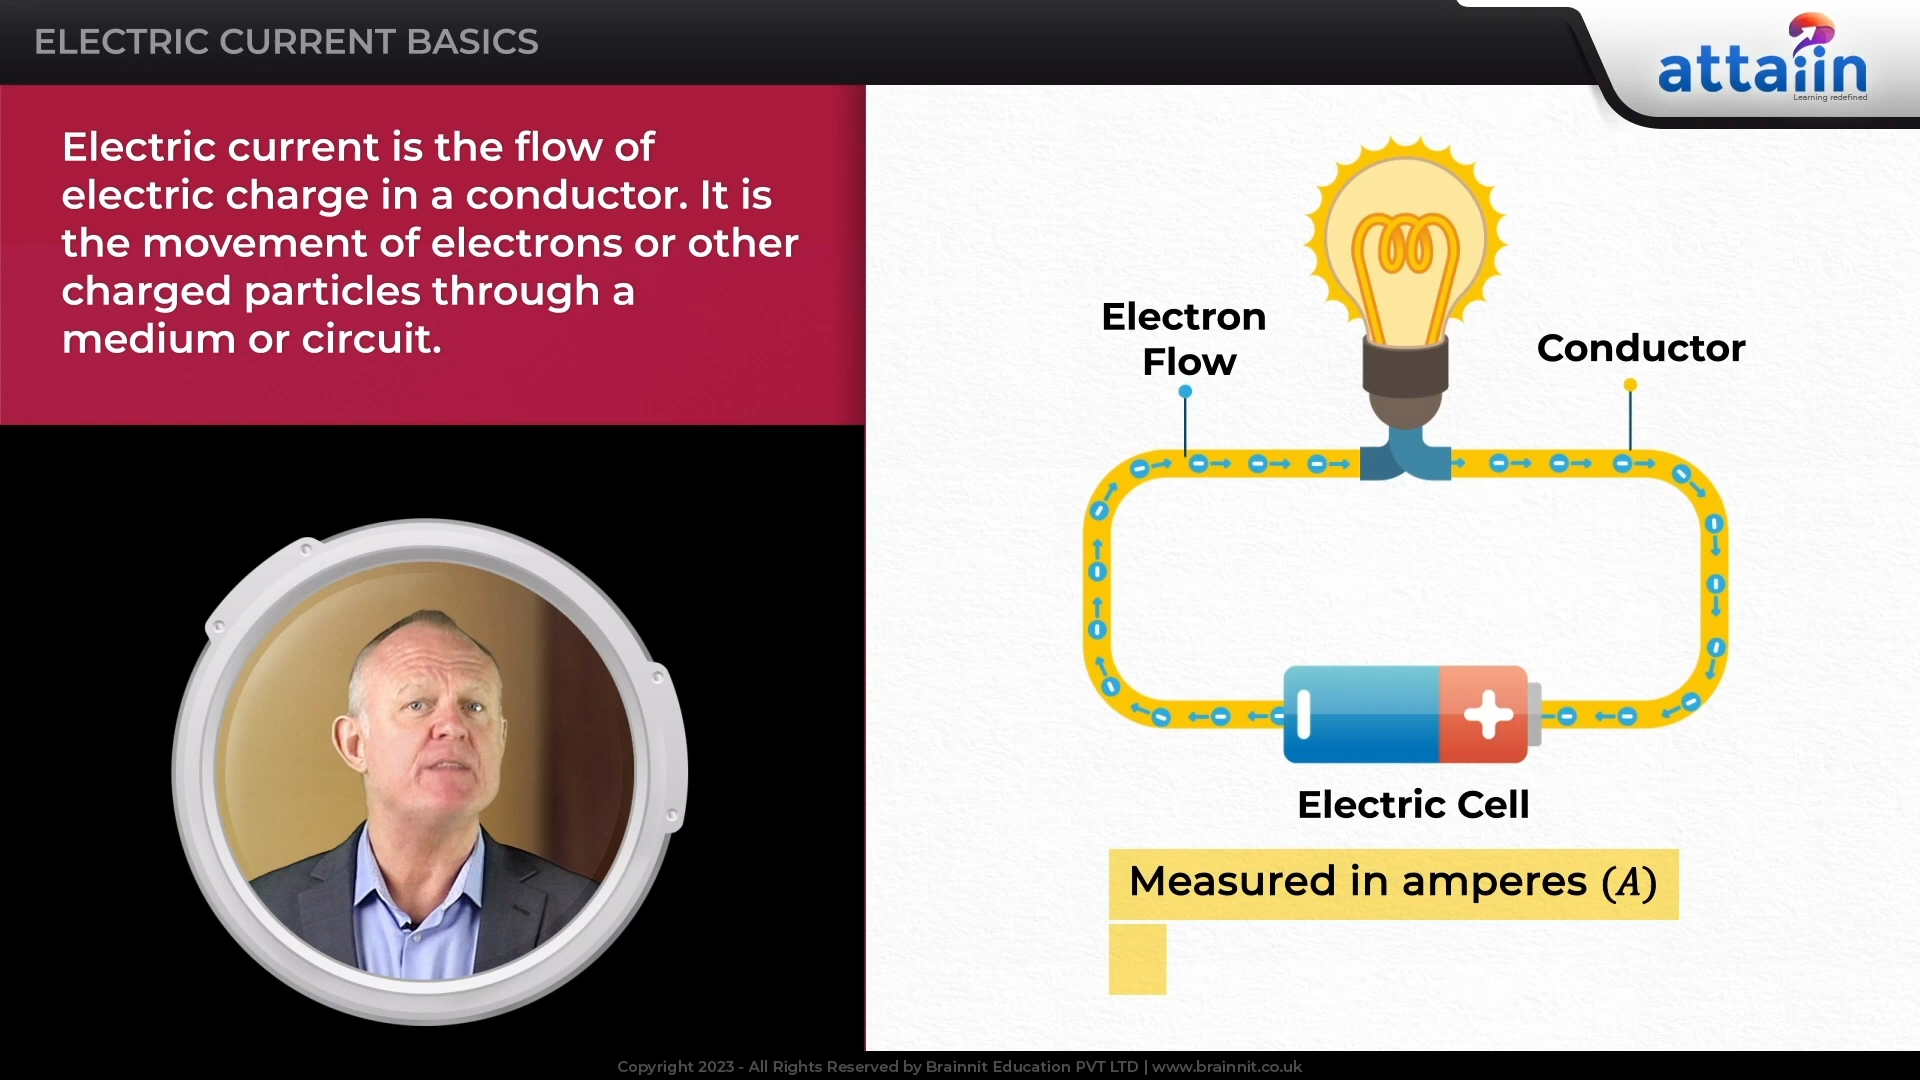 ELECTRIC CURRENT BASICS
attaiin
Learning redefined
Electric current is the flow of
electric charge in a conductor. It is
the movement of electrons or other
charged particles through a
medium or circuit.
Electron
Flow
Conductor
Electric Cell
Measured in amperes (A)
Copyright 2023 - All Rights Reserved by Brainnit Education PVT LTD | www.brainnit.co.uk